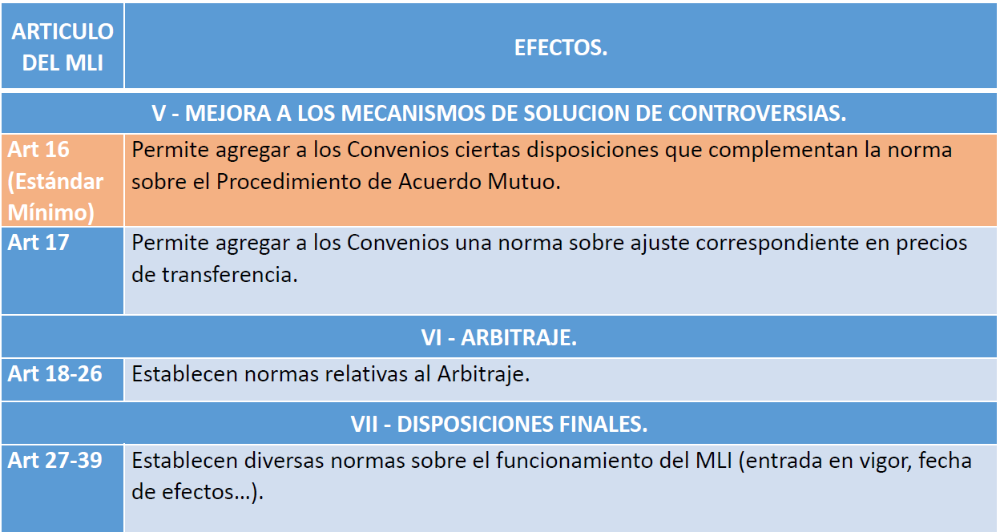 ARTICULO
DEL MLI
EFECTOS.
V - MEJORA A LOS MECANISMOS DE SOLUCION DE CONTROVERSIAS.
Art 16
(Estándar
Mínimo)
Permite agregar a los Convenios ciertas disposiciones que complementan la norma
sobre el Procedimiento de Acuerdo Mutuo.
Art 17
Permite agregar a los Convenios una norma sobre ajuste correspondiente en precios
de transferencia.
VI - ARBITRAJE.
Art 18-26
Establecen normas relativas al Arbitraje.
VII - DISPOSICIONES FINALES.
Art 27-39
Establecen diversas normas sobre el funcionamiento del MLI (entrada en vigor, fecha
de efectos...).